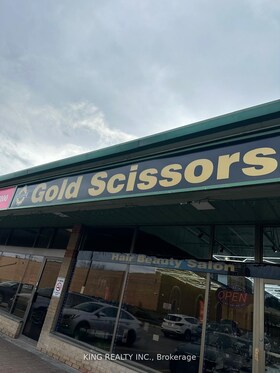 Gold Scissors
Hair Beauty Salon
OPEN
KING REALTY INC., Brokerage